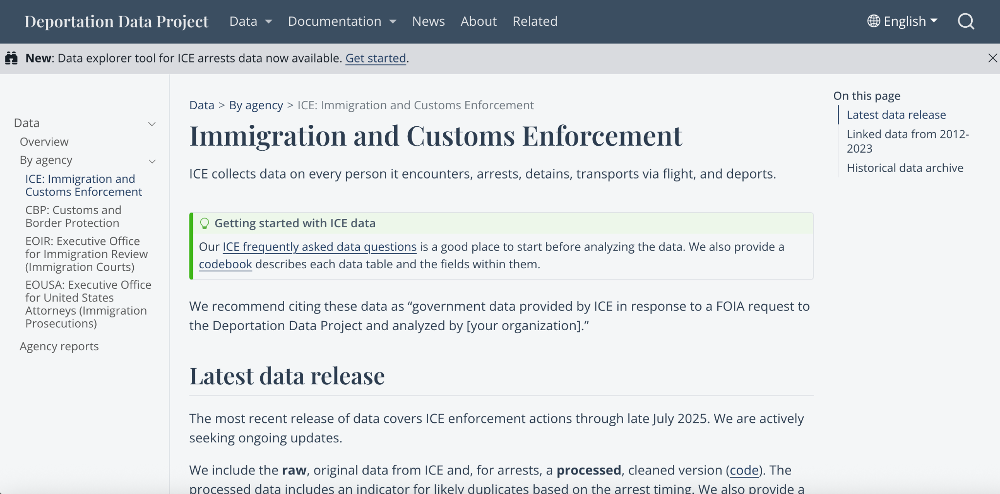 Deportation Data Project Data Documentation News About Related English
New: Data explorer tool for ICE arrests data now available. Get started.
Data
Overview
By agency
ICE: Immigration and
Customs Enforcement
CBP: Customs and
Border Protection
EOIR: Executive Office
for Immigration Review
(Immigration Courts)
EOUSA: Executive Office
for United States
Attorneys (Immigration
Prosecutions)
Agency reports
Data > By agency > ICE: Immigration and Customs Enforcement
Immigration and Customs Enforcement
ICE collects data on every person it encounters, arrests, detains, transports via flight, and deports.
Getting started with ICE data
Our ICE frequently asked data questions is a good place to start before analyzing the data. We also provide a
codebook describes each data table and the fields within them.
We recommend citing these data as “government data provided by ICE in response to a FOIA request to
the Deportation Data Project and analyzed by [your organization].”
Latest data release
The most recent release of data covers ICE enforcement actions through late July 2025. We are actively
seeking ongoing updates.
We include the raw, original data from ICE and, for arrests, a processed, cleaned version (code). The
processed data includes an indicator for likely duplicates based on the arrest timing. We also provide a
On this page
Latest data release
Linked data from 2012-
2023
Historical data archive